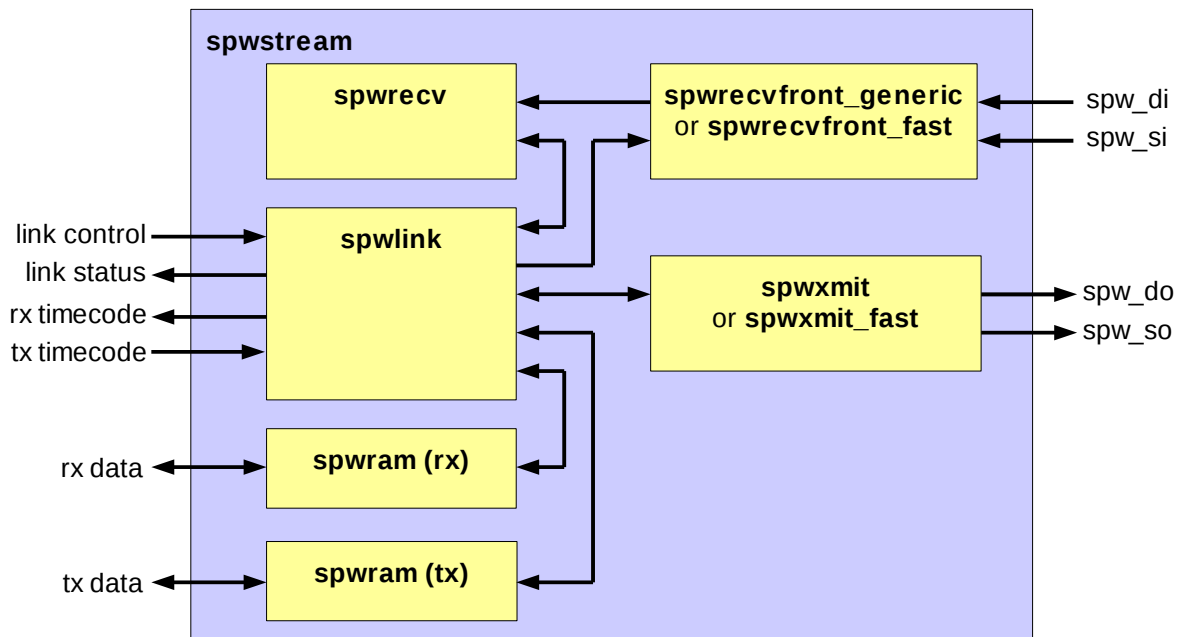 spwstream
spwrecv
spwrecvfront_generic
or spwrecvfront_fast
spw_di
spw_si
link control
link status
rx timecode
tx timecode
spwlink
spwxmit
or spwxmit_fast
spw_do
spw_so
rx data
spwram (rx)
tx data
spwram (tx)